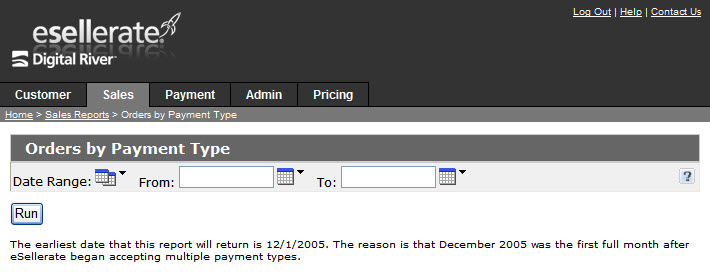 Log Out | Help | Contact Us
esellerate.
Digital River™
Customer Sales Payment Admin Pricing
Home > Sales Reports > Orders by Payment Type
Orders by Payment Type
Date Range: From: To: ?
Run
The earliest date that this report will return is 12/1/2005. The reason is that December 2005 was the first full month after
eSellerate began accepting multiple payment types.